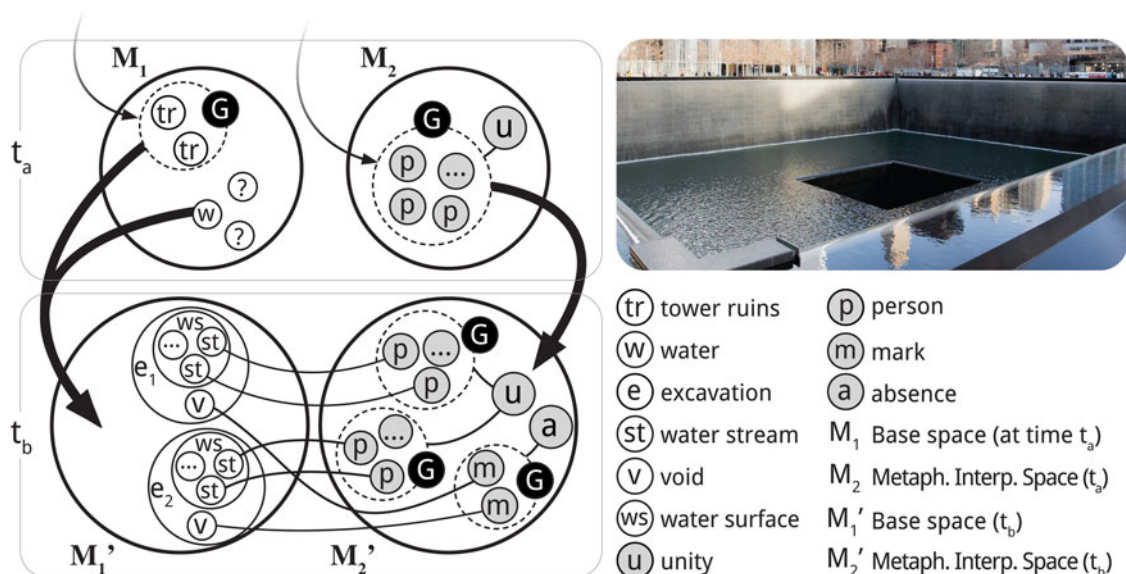 M1
M2
G
tr
tr
w
?
?
G
u
p
...
p
p
ta
ws
...
st
st
e1
v
ws
...
st
st
e2
v
p
...
p
G
u
a
p
...
p
G
m
m
G
tb
M1’
M2’
tr tower ruins
w water
e excavation
st water stream
v void
ws water surface
u unity
p person
m mark
a absence
M1 Base space (at time ta)
M2 Metaph. Interp. Space (ta)
M1’ Base space (tb)
M2’ Metaph. Interp. Space (tb)